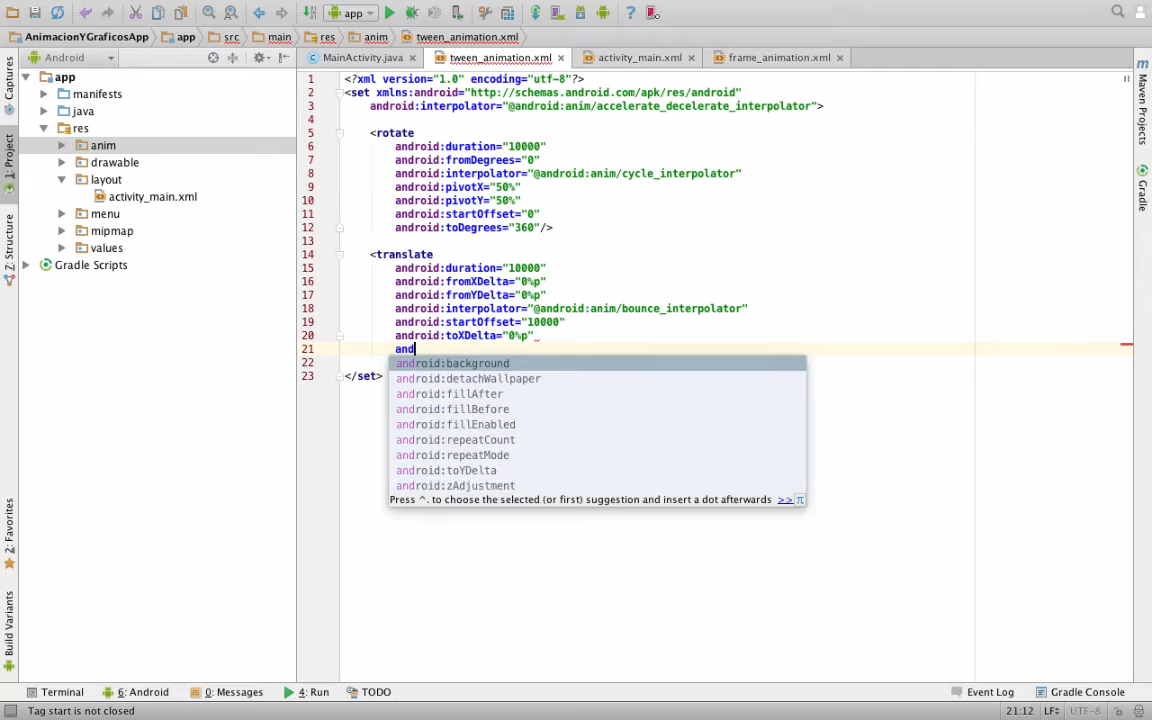 app
AnimacionYGraficosApp app src main res anim tween_animation.xml
Android
MainActivity.java tween_animation.xml activity_main.xml frame_animation.xml
Captures
1: Project
Z: Structure
2: Favorites
Build Variants
app
manifests
java
res
anim
drawable
layout
activity_main.xml
menu
mipmap
values
Gradle Scripts
1 <?xml version="1.0" encoding="utf-8"?>
2 <set xmlns:android="http://schemas.android.com/apk/res/android"
3 android:interpolator="@android:anim/accelerate_decelerate_interpolator">
4
5 <rotate
6 android:duration="10000"
7 android:fromDegrees="0"
8 android:interpolator="@android:anim/cycle_interpolator"
9 android:pivotX="50%"
10 android:pivotY="50%"
11 android:startOffset="0"
12 android:toDegrees="360"/>
13
14 <translate
15 android:duration="10000"
16 android:fromXDelta="0%p"
17 android:fromYDelta="0%p"
18 android:interpolator="@android:anim/bounce_interpolator"
19 android:startOffset="10000"
20 android:toXDelta="0%p"
21 and
22
23 </set>
android:background
android:detachWallpaper
android:fillAfter
android:fillBefore
android:fillEnabled
android:repeatCount
android:repeatMode
android:toYDelta
android:zAdjustment
Press ^. to choose the selected (or first) suggestion and insert a dot afterwards >> π
Maven Projects
Gradle
Terminal 6: Android 0: Messages 4: Run TODO Event Log Gradle Console
Tag start is not closed 21:12 LF÷ UTF-8÷